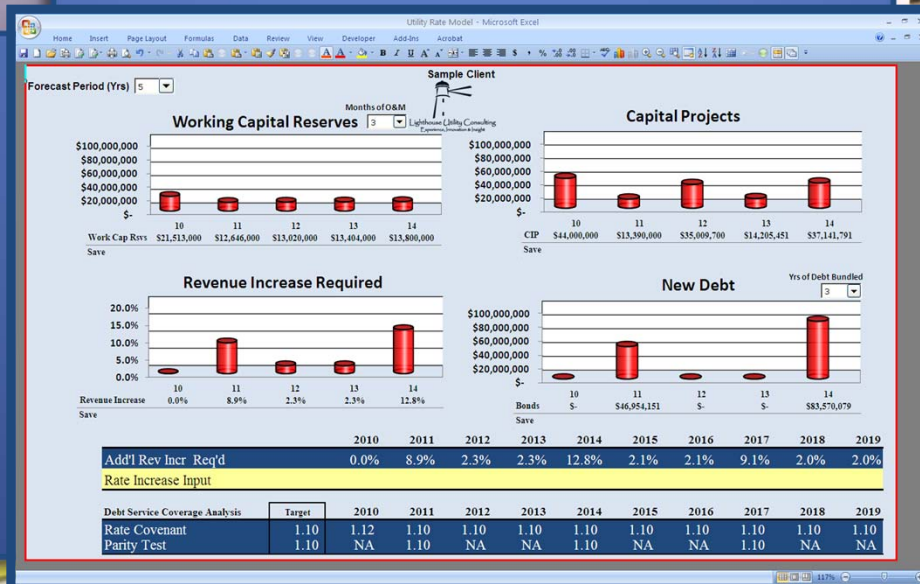 Utility Rate Model - Microsoft Excel
Home Insert Page Layout Formulas Data Review View Developer Add-Ins Acrobat
Sample Client
Forecast Period (Yrs) 5
Lighthouse Utility Consulting
Experience, Innovation & Insight
Months of O&M
Working Capital Reserves 3
$100,000,000
$80,000,000
$60,000,000
$40,000,000
$20,000,000
$-
10 11 12 13 14
Work Cap Rsvs $21,513,000 $12,646,000 $13,020,000 $13,404,000 $13,800,000
Save
Capital Projects
$100,000,000
$80,000,000
$60,000,000
$40,000,000
$20,000,000
$-
10 11 12 13 14
CIP $44,000,000 $13,390,000 $35,009,700 $14,205,451 $37,141,791
Save
Revenue Increase Required
20.0%
15.0%
10.0%
5.0%
0.0%
10 11 12 13 14
Revenue Increase 0.0% 8.9% 2.3% 2.3% 12.8%
Save
Yrs of Debt Bundled
New Debt 3
$100,000,000
$80,000,000
$60,000,000
$40,000,000
$20,000,000
$-
10 11 12 13 14
Bonds $- $46,954,151 $- $- $83,570,079
Save
2010 2011 2012 2013 2014 2015 2016 2017 2018 2019
Add'l Rev Incr Req'd 0.0% 8.9% 2.3% 2.3% 12.8% 2.1% 2.1% 9.1% 2.0% 2.0%
Rate Increase Input
Debt Service Coverage Analysis Target 2010 2011 2012 2013 2014 2015 2016 2017 2018 2019
Rate Covenant 1.10 1.12 1.10 1.10 1.10 1.10 1.10 1.10 1.10 1.10 1.10
Parity Test 1.10 NA 1.10 NA NA 1.10 NA NA 1.10 NA NA
117%